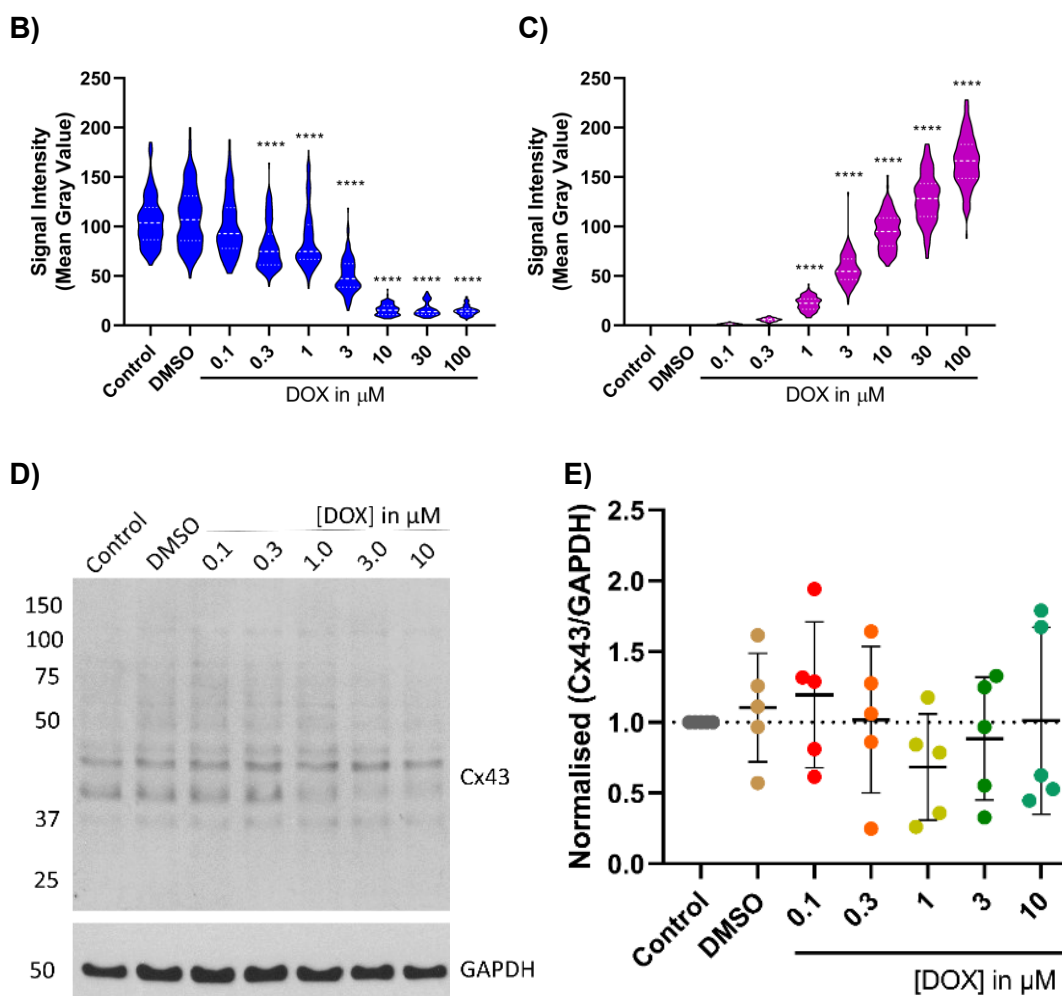 B)
Signal Intensity
(Mean Gray Value)
250
200
150
100
50
0
**** **** **** **** **** ****
Control DMSO 0.1 0.3 1 3 10 30 100
DOX in μM
C)
Signal Intensity
(Mean Gray Value)
250
200
150
100
50
0
**** **** **** **** ****
Control DMSO 0.1 0.3 1 3 10 30 100
DOX in μM
D)
[DOX] in μM
Control DMSO 0.1 0.3 1.0 3.0 10
150
100
75
50
Cx43
37
25
50 GAPDH
E)
Normalised (Cx43/GAPDH)
2.5
2.0
1.5
1.0
0.5
0.0
Control DMSO 0.1 0.3 1 3 10
[DOX] in μM